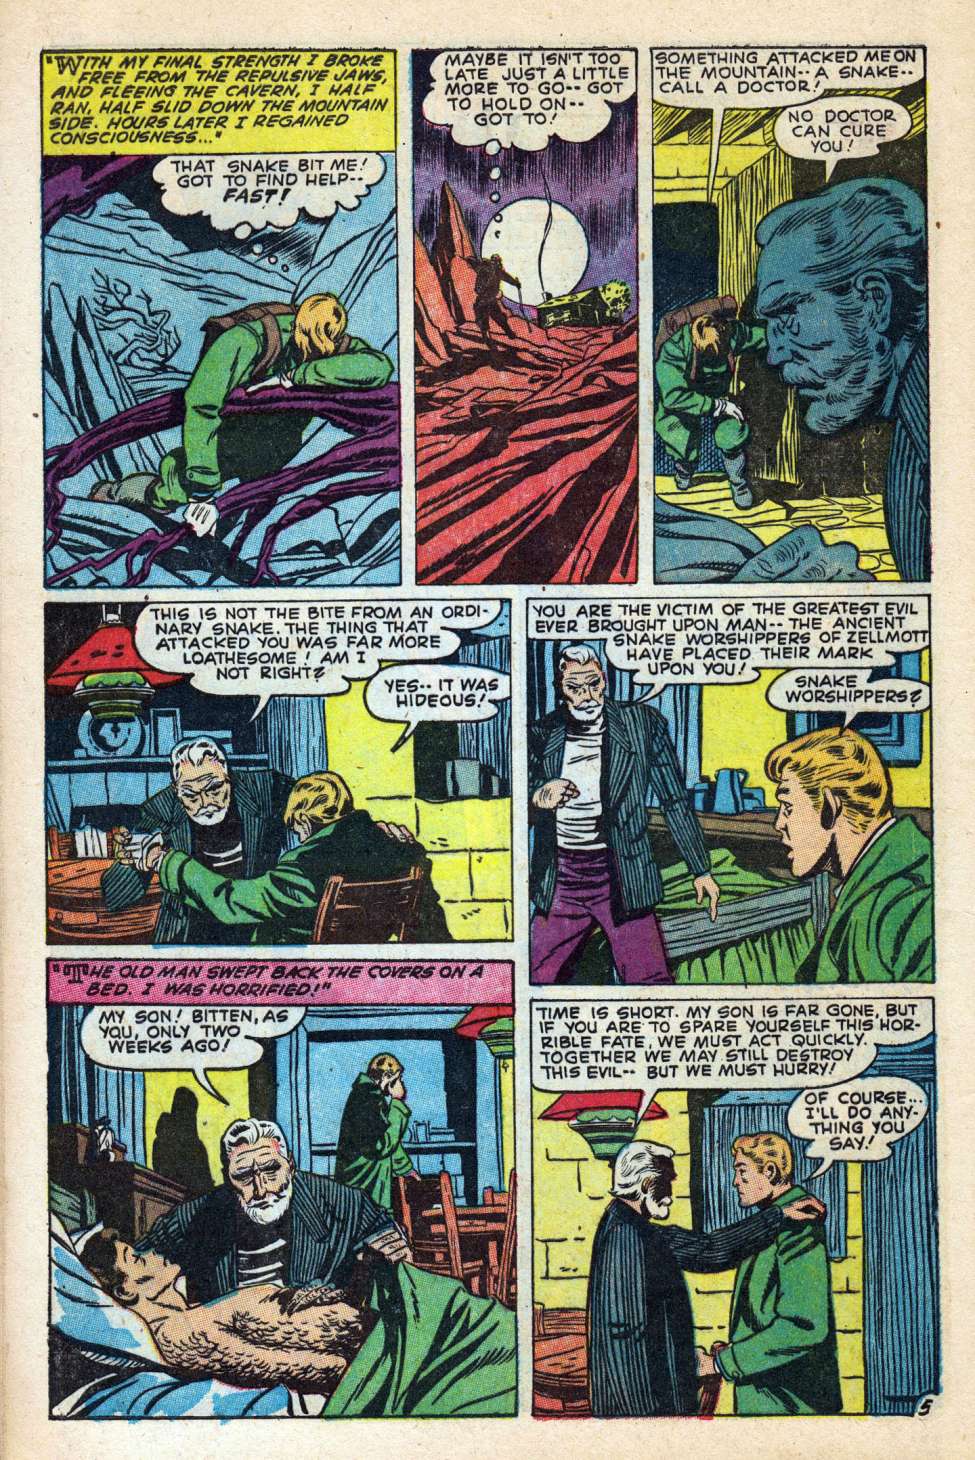 "WITH MY FINAL STRENGTH I BROKE
FREE FROM THE REPULSIVE JAWS,
AND FLEEING THE CAVERN, I HALF
RAN, HALF SLID DOWN THE MOUNTAIN
SIDE. HOURS LATER I REGAINED
CONSCIOUSNESS..."
THAT SNAKE BIT ME!
GOT TO FIND HELP--
FAST!
MAYBE IT ISN'T TOO
LATE JUST A LITTLE
MORE TO GO-- GOT
TO HOLD ON--
GOT TO!
SOMETHING ATTACKED ME ON
THE MOUNTAIN-- A SNAKE--
CALL A DOCTOR!
NO DOCTOR
CAN CURE
YOU!
THIS IS NOT THE BITE FROM AN ORDI-
NARY SNAKE. THE THING THAT
ATTACKED YOU WAS FAR MORE
LOATHESOME! AM I
NOT RIGHT?
YES-- IT WAS
HIDEOUS!
YOU ARE THE VICTIM OF THE GREATEST EVIL
EVER BROUGHT UPON MAN-- THE ANCIENT
SNAKE WORSHIPPERS OF ZELLMOTT
HAVE PLACED THEIR MARK
UPON YOU!
SNAKE
WORSHIPPERS?
"THE OLD MAN SWEPT BACK THE COVERS ON A
BED. I WAS HORRIFIED!"
MY SON! BITTEN, AS
YOU, ONLY TWO
WEEKS AGO!
TIME IS SHORT. MY SON IS FAR GONE, BUT
IF YOU ARE TO SPARE YOURSELF THIS HOR-
RIBLE FATE, WE MUST ACT QUICKLY.
TOGETHER WE MAY STILL DESTROY
THIS EVIL-- BUT WE MUST HURRY!
OF COURSE...
I'LL DO ANY-
THING YOU
SAY!
5